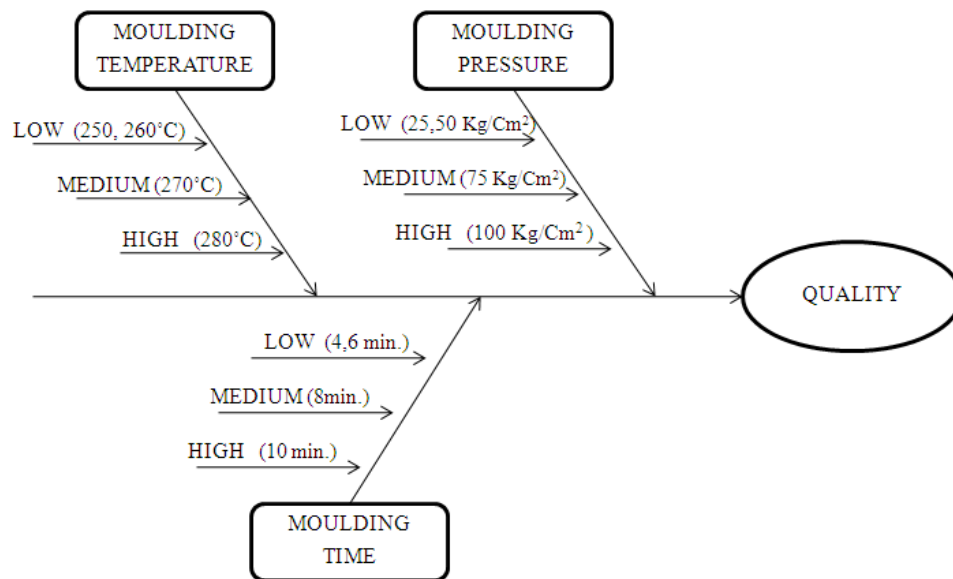 MOULDING
TEMPERATURE
LOW (250, 260°C)
MEDIUM (270°C)
HIGH (280°C)
MOULDING
PRESSURE
LOW (25,50 Kg/Cm²)
MEDIUM (75 Kg/Cm²)
HIGH (100 Kg/Cm²)
QUALITY
LOW (4,6 min.)
MEDIUM (8min.)
HIGH (10 min.)
MOULDING
TIME